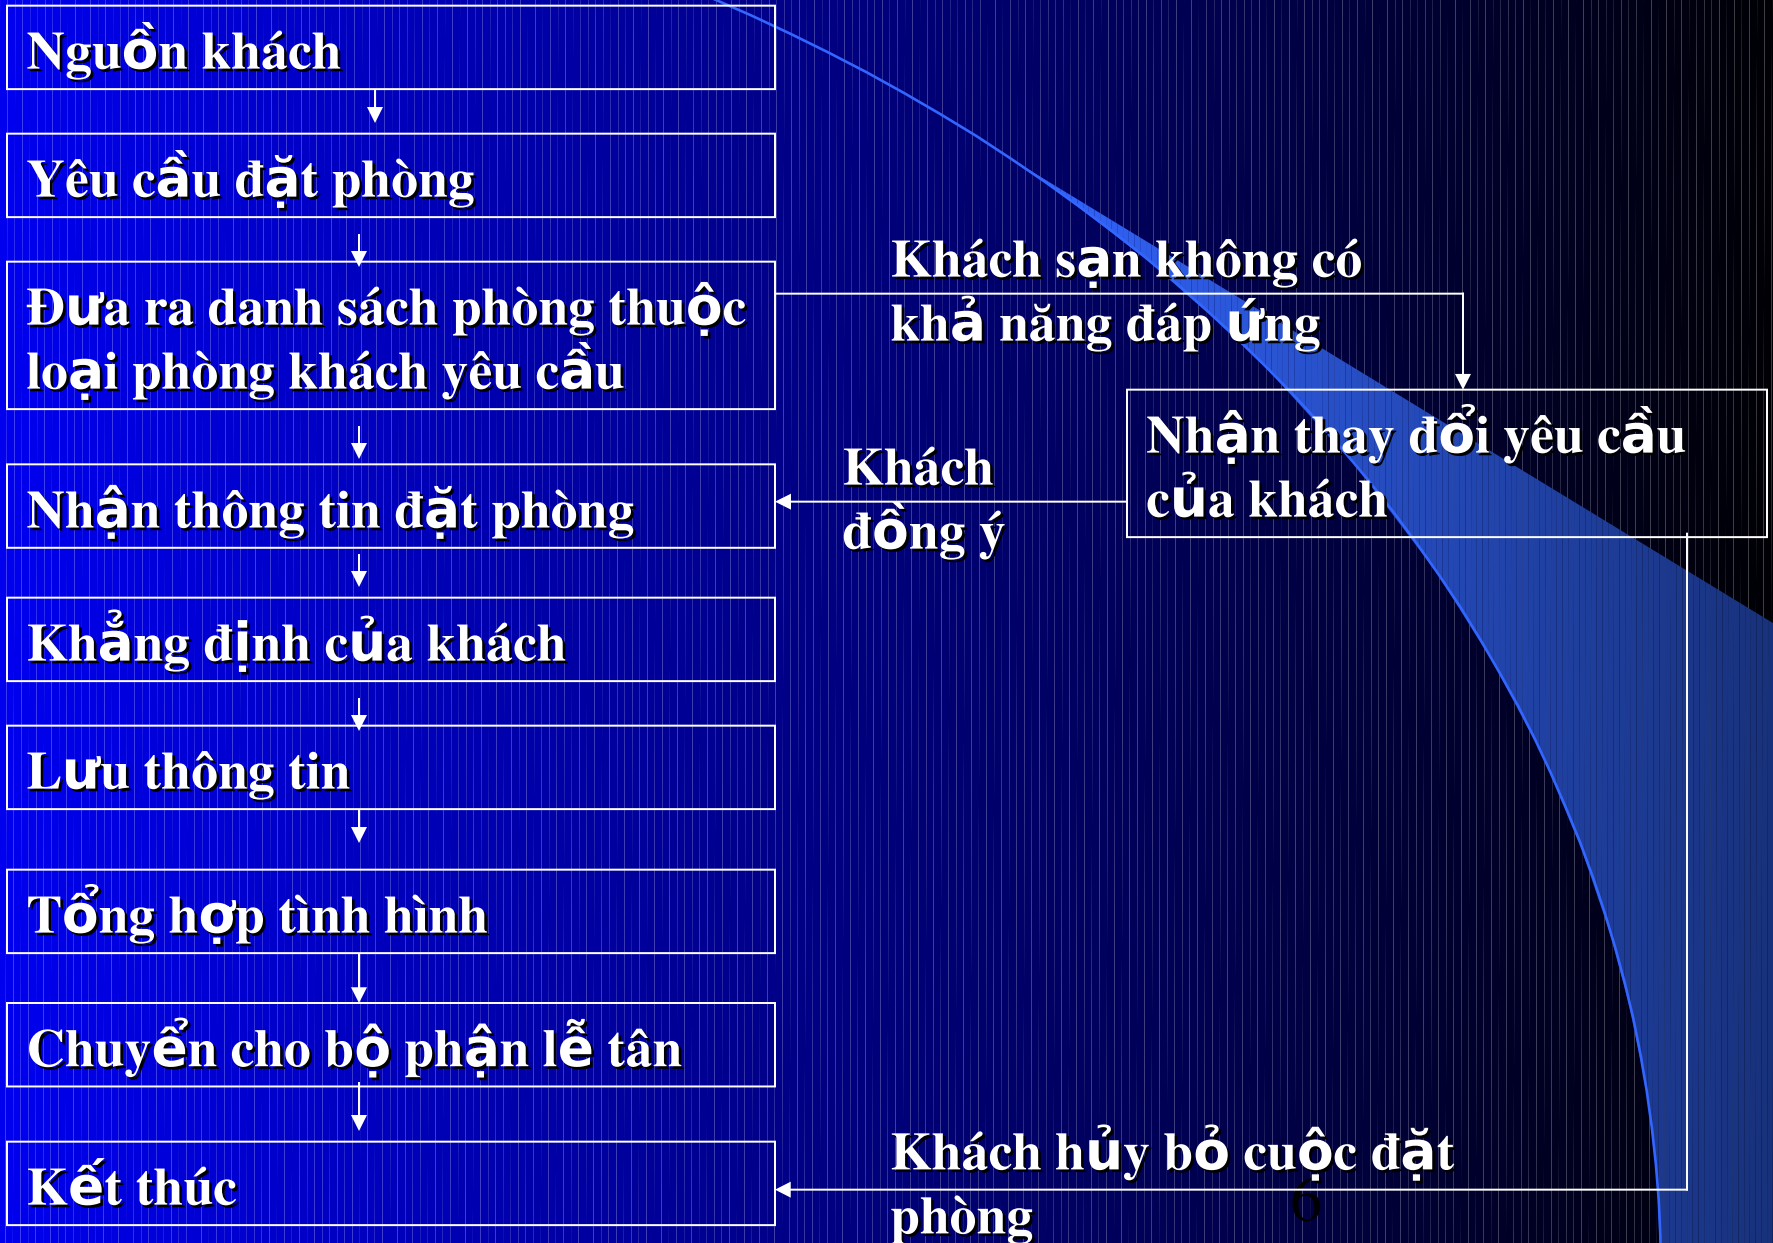 Nguồn khách
Yêu cầu đặt phòng
Đưa ra danh sách phòng thuộc
loại phòng khách yêu cầu
Khách sạn không có
khả năng đáp ứng
Nhận thay đổi yêu cầu
của khách
Khách
đồng ý
Nhận thông tin đặt phòng
Khẳng định của khách
Lưu thông tin
Tổng hợp tình hình
Chuyển cho bộ phận lễ tân
Kết thúc
Khách hủy bỏ cuộc đặt
phòng
6